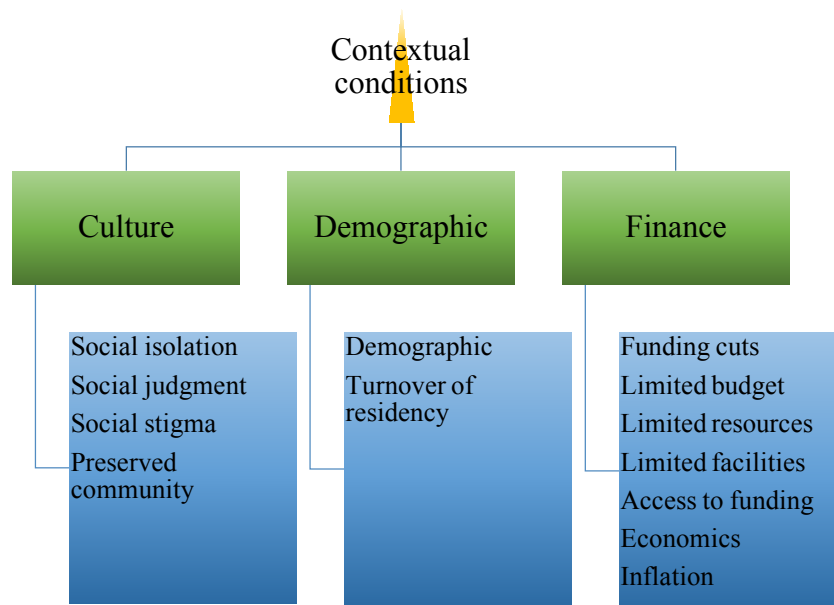 Contextual
conditions
Culture
Demographic
Finance
Social isolation
Social judgment
Social stigma
Preserved
community
Demographic
Turnover of
residency
Funding cuts
Limited budget
Limited resources
Limited facilities
Access to funding
Economics
Inflation